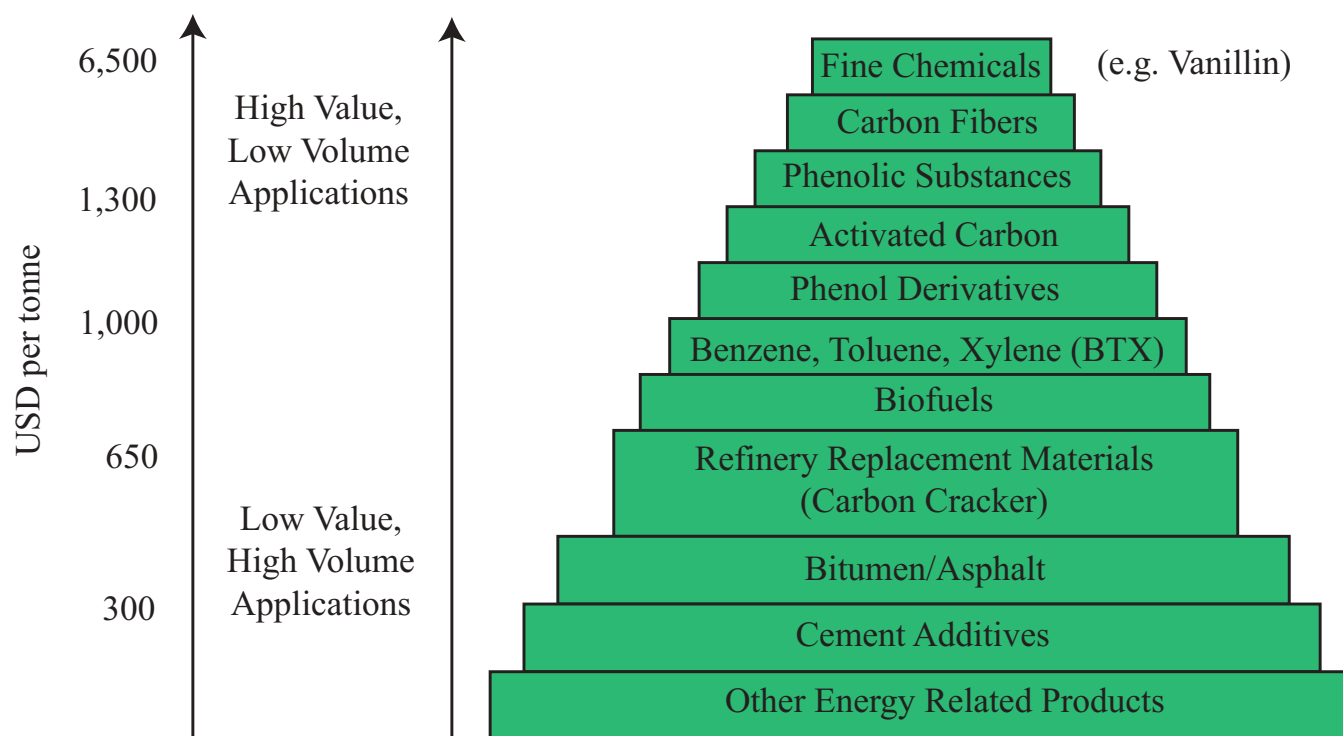 6,500
1,300
1,000
650
300
USD per tonne
High Value,
Low Volume
Applications
Low Value,
High Volume
Applications
Fine Chemicals
(e.g. Vanillin)
Carbon Fibers
Phenolic Substances
Activated Carbon
Phenol Derivatives
Benzene, Toluene, Xylene (BTX)
Biofuels
Refinery Replacement Materials
(Carbon Cracker)
Bitumen/Asphalt
Cement Additives
Other Energy Related Products